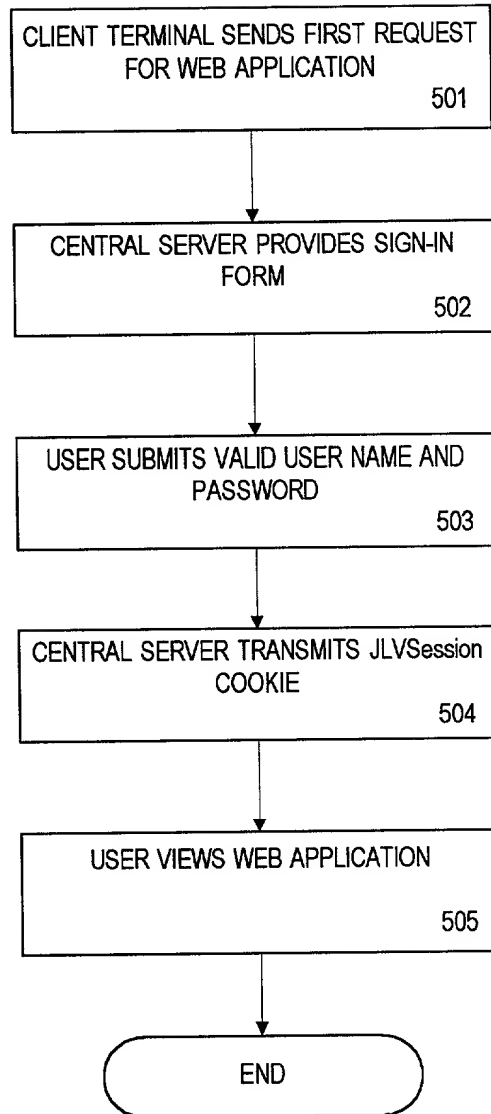 CLIENT TERMINAL SENDS FIRST REQUEST
FOR WEB APPLICATION
501
CENTRAL SERVER PROVIDES SIGN-IN
FORM
502
USER SUBMITS VALID USER NAME AND
PASSWORD
503
CENTRAL SERVER TRANSMITS JLVSession
COOKIE
504
USER VIEWS WEB APPLICATION
505
END